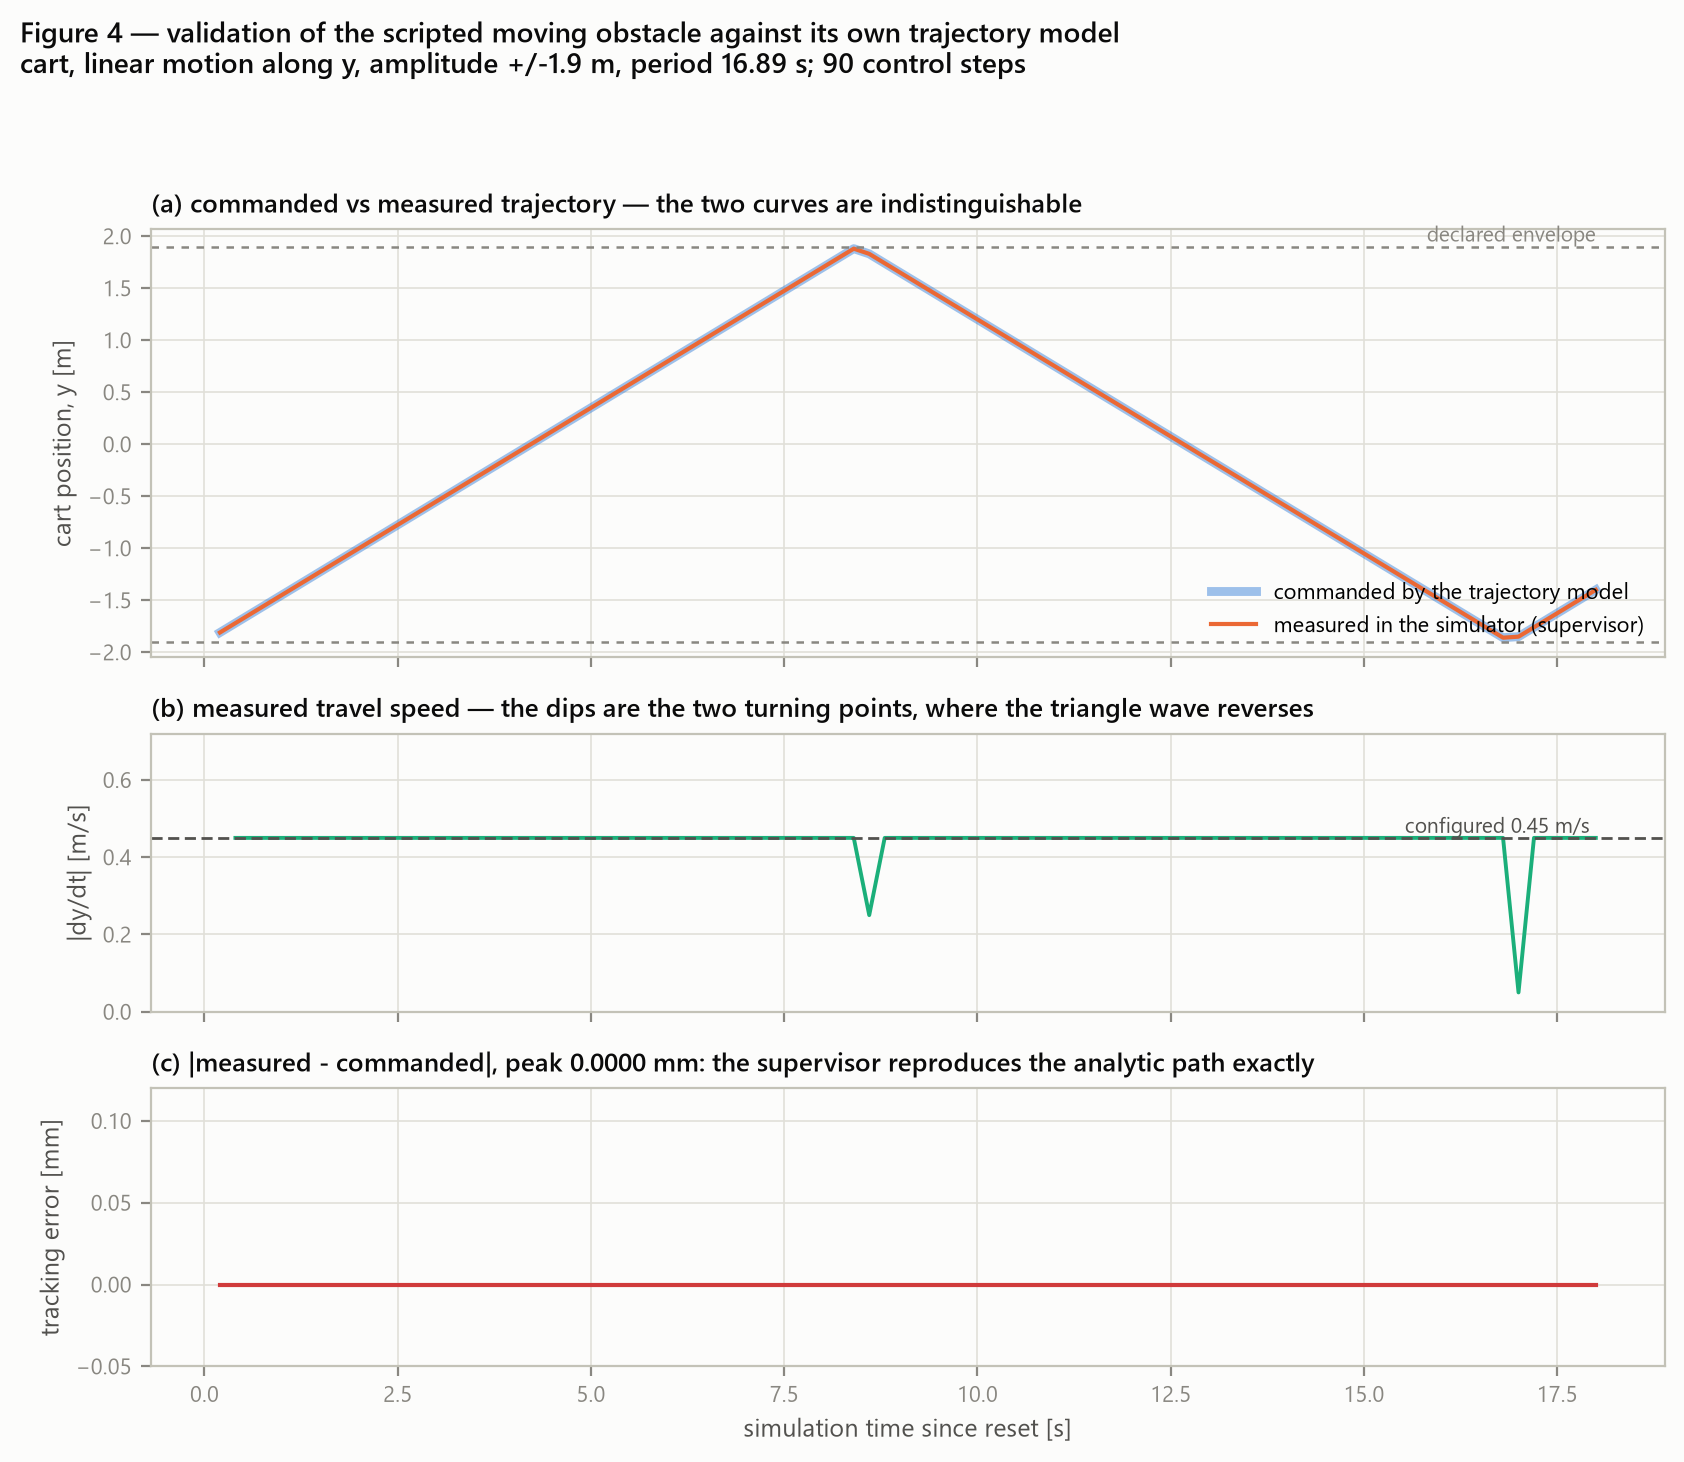 Figure 4 — validation of the scripted moving obstacle against its own trajectory model
cart, linear motion along y, amplitude +/-1.9 m, period 16.89 s; 90 control steps
(a) commanded vs measured trajectory — the two curves are indistinguishable
declared envelope
cart position, y [m]
2.0
1.5
1.0
0.5
0.0
−0.5
−1.0
−1.5
−2.0
commanded by the trajectory model
measured in the simulator (supervisor)
(b) measured travel speed — the dips are the two turning points, where the triangle wave reverses
|dy/dt| [m/s]
0.6
0.4
0.2
0.0
configured 0.45 m/s
(c) |measured - commanded|, peak 0.0000 mm: the supervisor reproduces the analytic path exactly
tracking error [mm]
0.10
0.05
0.00
−0.05
0.0 2.5 5.0 7.5 10.0 12.5 15.0 17.5
simulation time since reset [s]